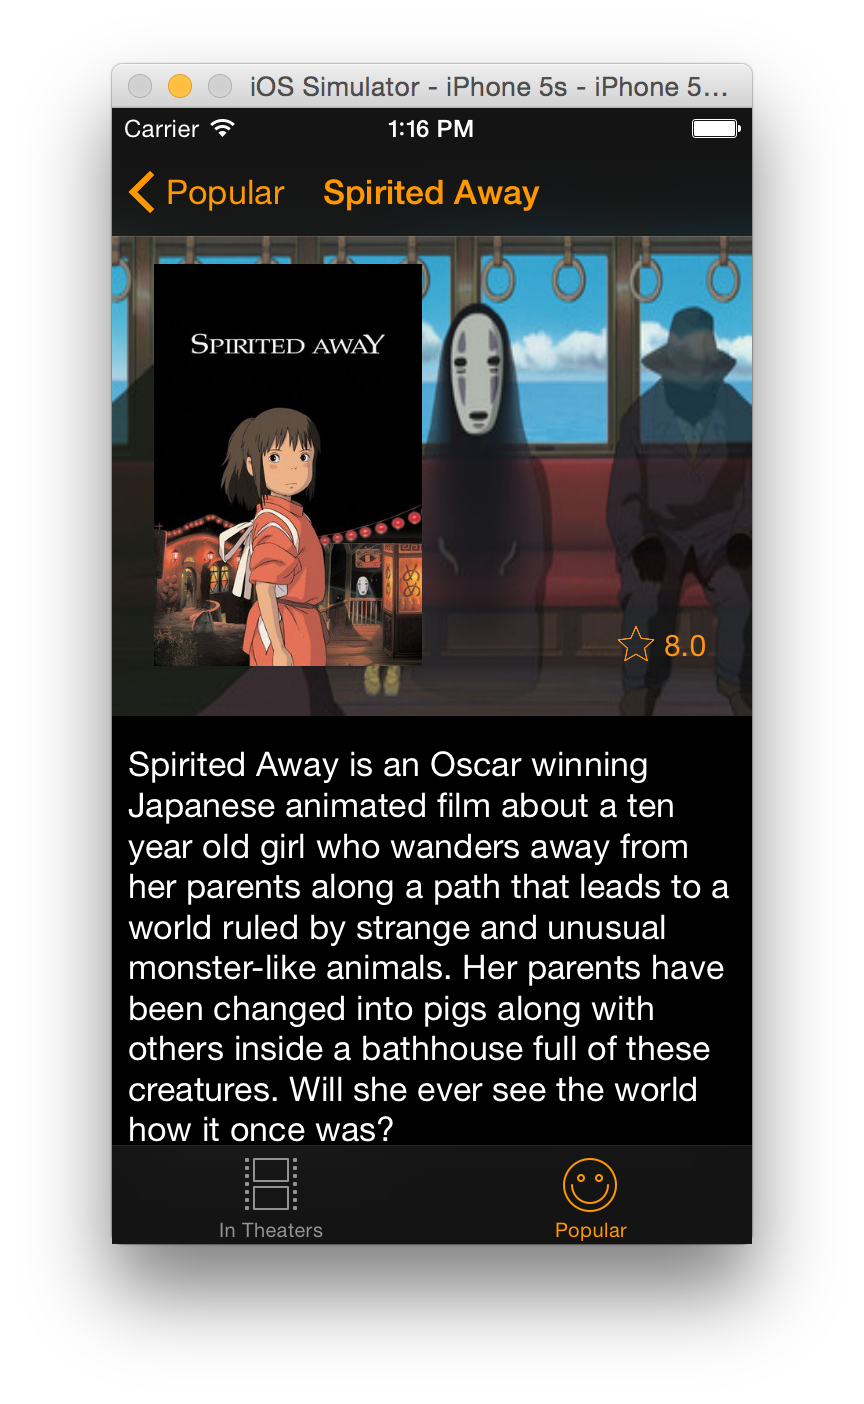 iOS Simulator - iPhone 5s - iPhone 5...
Carrier 1:16 PM
Popular Spirited Away
SPIRITED AWAY
8.0
Spirited Away is an Oscar winning
Japanese animated film about a ten
year old girl who wanders away from
her parents along a path that leads to a
world ruled by strange and unusual
monster-like animals. Her parents have
been changed into pigs along with
others inside a bathhouse full of these
creatures. Will she ever see the world
how it once was?
In Theaters Popular